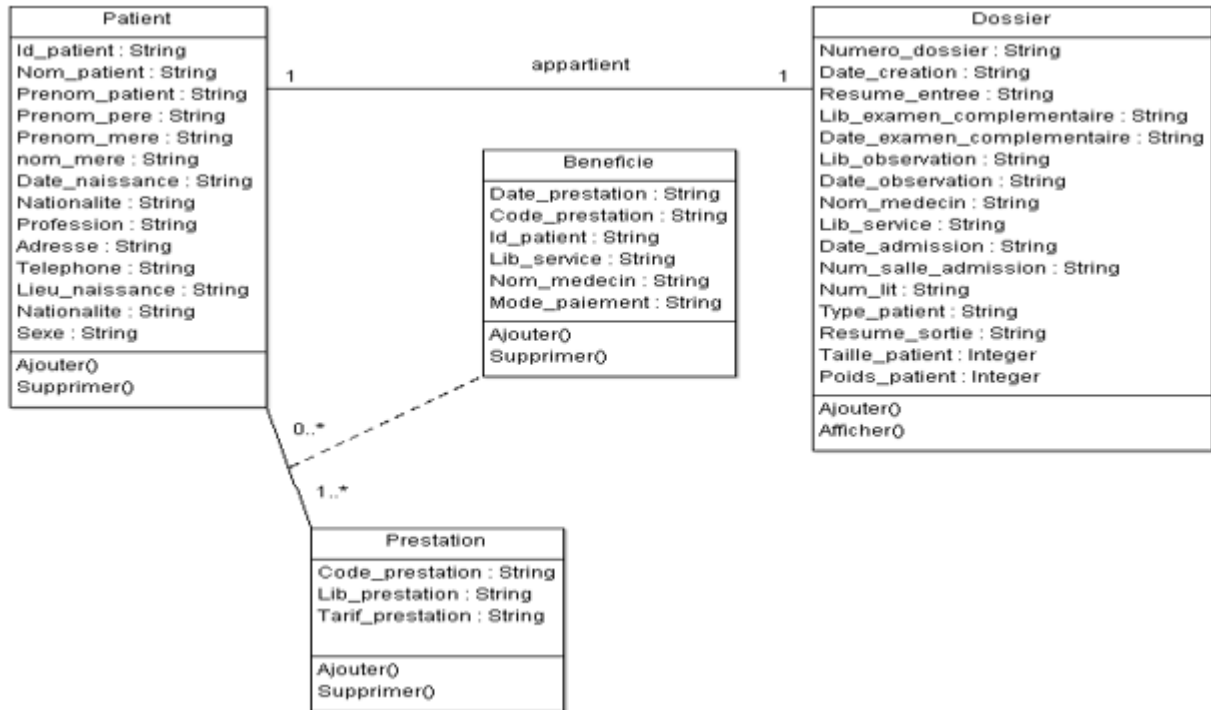 Patient
Id_patient : String
Nom_patient : String
Prenom_patient : String
Prenom_pere : String
Prenom_mere : String
nom_mere : String
Date_naissance : String
Nationalite : String
Profession : String
Adresse : String
Telephone : String
Lieu_naissance : String
Nationalite : String
Sexe : String
Ajouter()
Supprimer()
1
appartient
1
Dossier
Numero_dossier : String
Date_creation : String
Resume_entree : String
Lib_examen_complementaire : String
Date_examen_complementaire : String
Lib_observation : String
Date_observation : String
Nom_medecin : String
Lib_service : String
Date_admission : String
Num_salle_admission : String
Num_lit : String
Type_patient : String
Resume_sortie : String
Taille_patient : Integer
Poids_patient : Integer
Ajouter()
Afficher()
Beneficie
Date_prestation : String
Code_prestation : String
Id_patient : String
Lib_service : String
Nom_medecin : String
Mode_paiement : String
Ajouter()
Supprimer()
0..*
1..*
Prestation
Code_prestation : String
Lib_prestation : String
Tarif_prestation : String
Ajouter()
Supprimer()